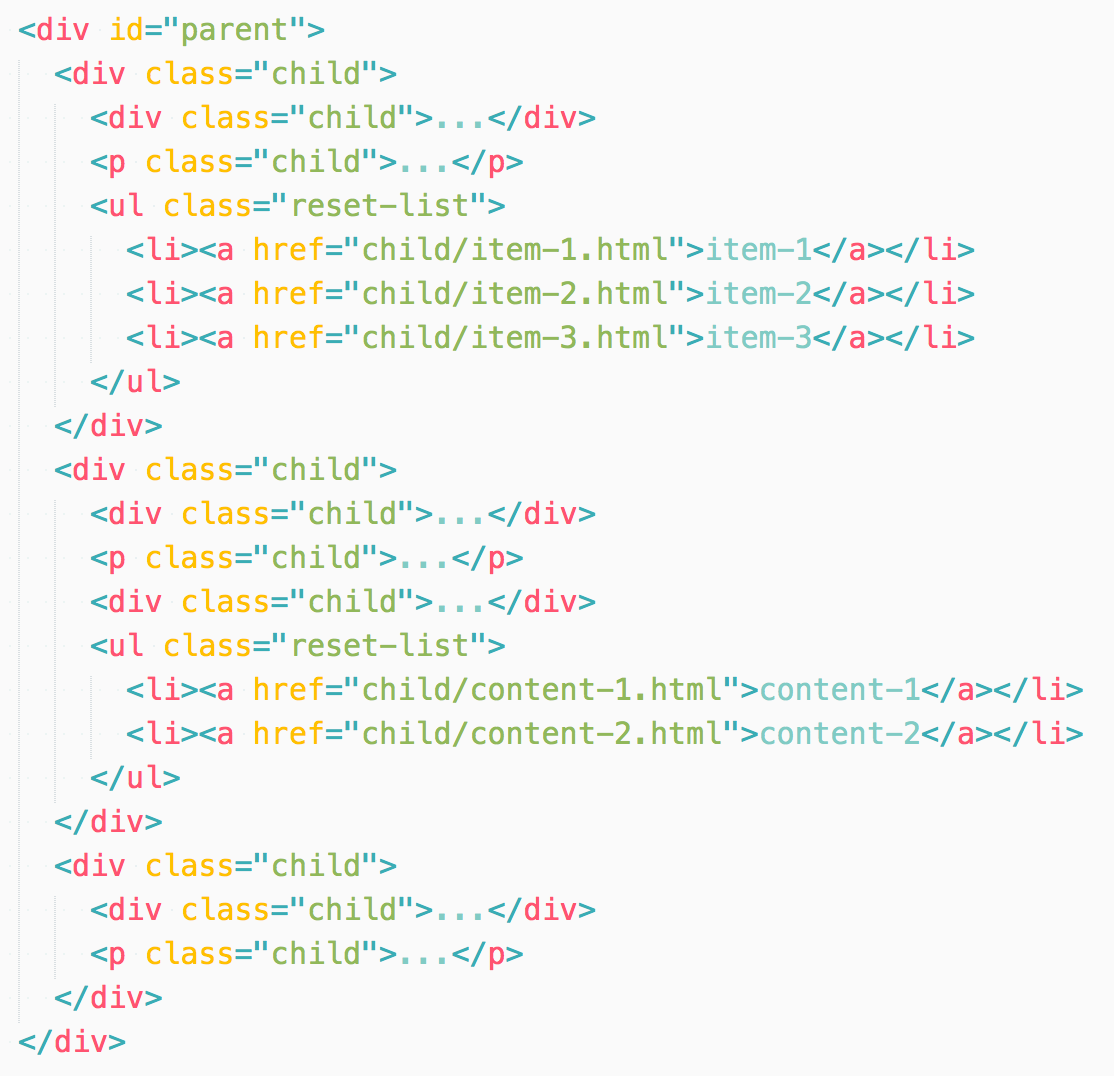 <div id="parent">
  <div class="child">
    <div class="child">...</div>
    <p class="child">...</p>
    <ul class="reset-list">
      <li><a href="child/item-1.html">item-1</a></li>
      <li><a href="child/item-2.html">item-2</a></li>
      <li><a href="child/item-3.html">item-3</a></li>
    </ul>
  </div>
  <div class="child">
    <div class="child">...</div>
    <p class="child">...</p>
    <div class="child">...</div>
    <ul class="reset-list">
      <li><a href="child/content-1.html">content-1</a></li>
      <li><a href="child/content-2.html">content-2</a></li>
    </ul>
  </div>
  <div class="child">
    <div class="child">...</div>
    <p class="child">...</p>
  </div>
</div>